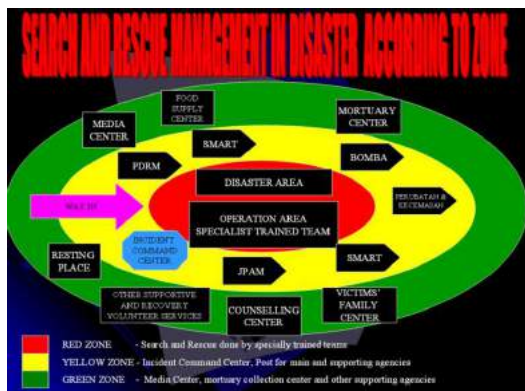 SEARCH AND RESCUE MANAGEMENT IN DISASTER ACCORDING TO ZONE
FOOD
SUPPLY
CENTER
MEDIA
CENTER
MORTUARY
CENTER
SMART
PDRM
BOMBA
DISASTER AREA
PERUBATAN &
KECEMASAN
WAY IN
OPERATION AREA
SPECIALIST TRAINED TEAM
INCIDENT
COMMAND
CENTER
RESTING
PLACE
JPAM
SMART
OTHER SUPPORTIVE
AND RECOVERY
VOLUNTEER SERVICES
COUNSELLING
CENTER
VICTIMS'
FAMILY
CENTER
RED ZONE - Search and Rescue done by specially trained teams
YELLOW ZONE - Incident Command Center, Post for main and supporting agencies
GREEN ZONE - Media Center, mortuary collection center and other supporting agencies